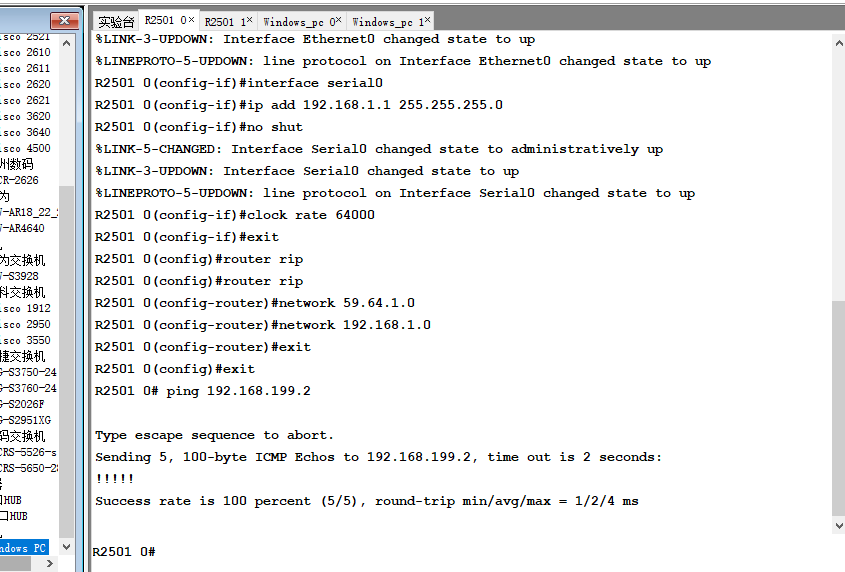 实验台 R2501 0× R2501 1× Windows_pc 0× Windows_pc 1×
isco 2521
isco 2610
isco 2611
isco 2620
isco 2621
isco 3620
isco 3640
isco 4500
州数码
CR-2626
为
-AR18_22_
-AR4640
为交换机
-S3928
科交换机
isco 1912
isco 2950
isco 3550
捷交换机
G-S3750-24
G-S3760-24
G-S2026F
G-S2951XG
码交换机
CRS-5526-s
CRS-5650-28
HUB
口HUB
ndows PC
%LINK-3-UPDOWN: Interface Ethernet0 changed state to up
%LINEPROTO-5-UPDOWN: line protocol on Interface Ethernet0 changed state to up
R2501 0(config-if)#interface serial0
R2501 0(config-if)#ip add 192.168.1.1 255.255.255.0
R2501 0(config-if)#no shut
%LINK-5-CHANGED: Interface Serial0 changed state to administratively up
%LINK-3-UPDOWN: Interface Serial0 changed state to up
%LINEPROTO-5-UPDOWN: line protocol on Interface Serial0 changed state to up
R2501 0(config-if)#clock rate 64000
R2501 0(config-if)#exit
R2501 0(config)#router rip
R2501 0(config)#router rip
R2501 0(config-router)#network 59.64.1.0
R2501 0(config-router)#network 192.168.1.0
R2501 0(config-router)#exit
R2501 0(config)#exit
R2501 0# ping 192.168.199.2
Type escape sequence to abort.
Sending 5, 100-byte ICMP Echos to 192.168.199.2, time out is 2 seconds:
!!!!!
Success rate is 100 percent (5/5), round-trip min/avg/max = 1/2/4 ms
R2501 0#